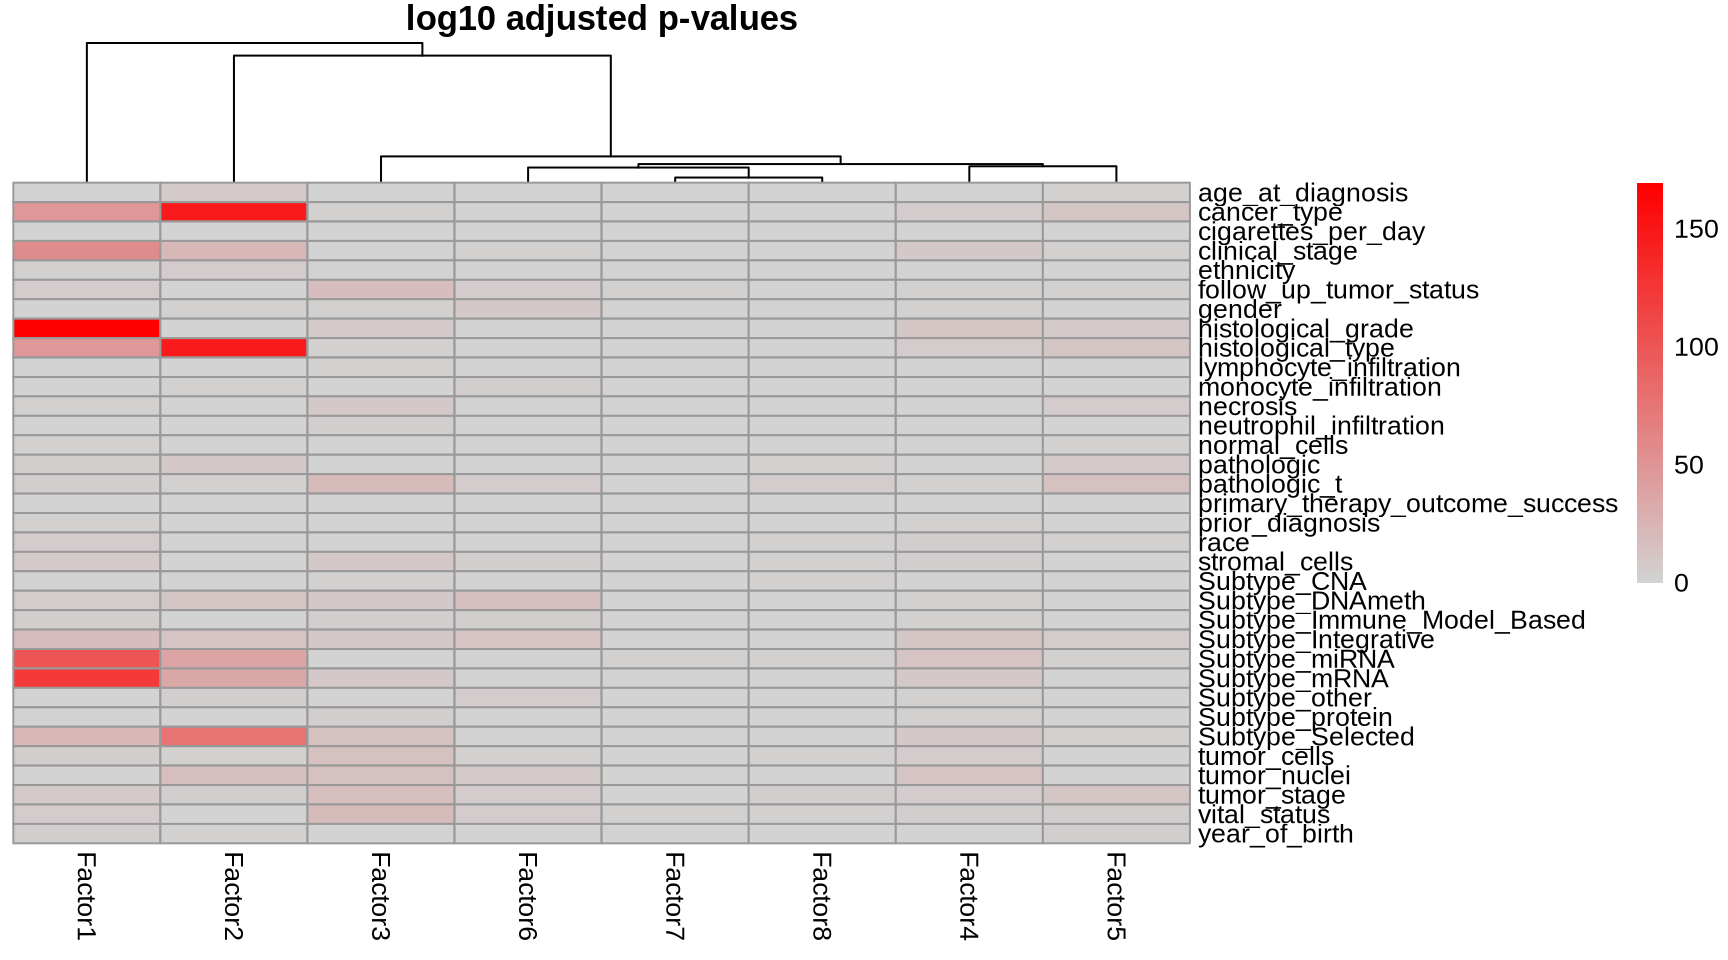 log10 adjusted p-values
age_at_diagnosis
cancer_type
cigarettes_per_day
clinical_stage
ethnicity
follow_up_tumor_status
gender
histological_grade
histological_type
lymphocyte_infiltration
monocyte_infiltration
necrosis
neutrophil_infiltration
normal_cells
pathologic
pathologic_t
primary_therapy_outcome_success
prior_diagnosis
race
stromal_cells
Subtype_CNA
Subtype_DNAmeth
Subtype_Immune_Model_Based
Subtype_Integrative
Subtype_miRNA
Subtype_mRNA
Subtype_other
Subtype_protein
Subtype_Selected
tumor_cells
tumor_nuclei
tumor_stage
vital_status
year_of_birth
150
100
50
0
Factor1
Factor2
Factor3
Factor6
Factor7
Factor8
Factor4
Factor5